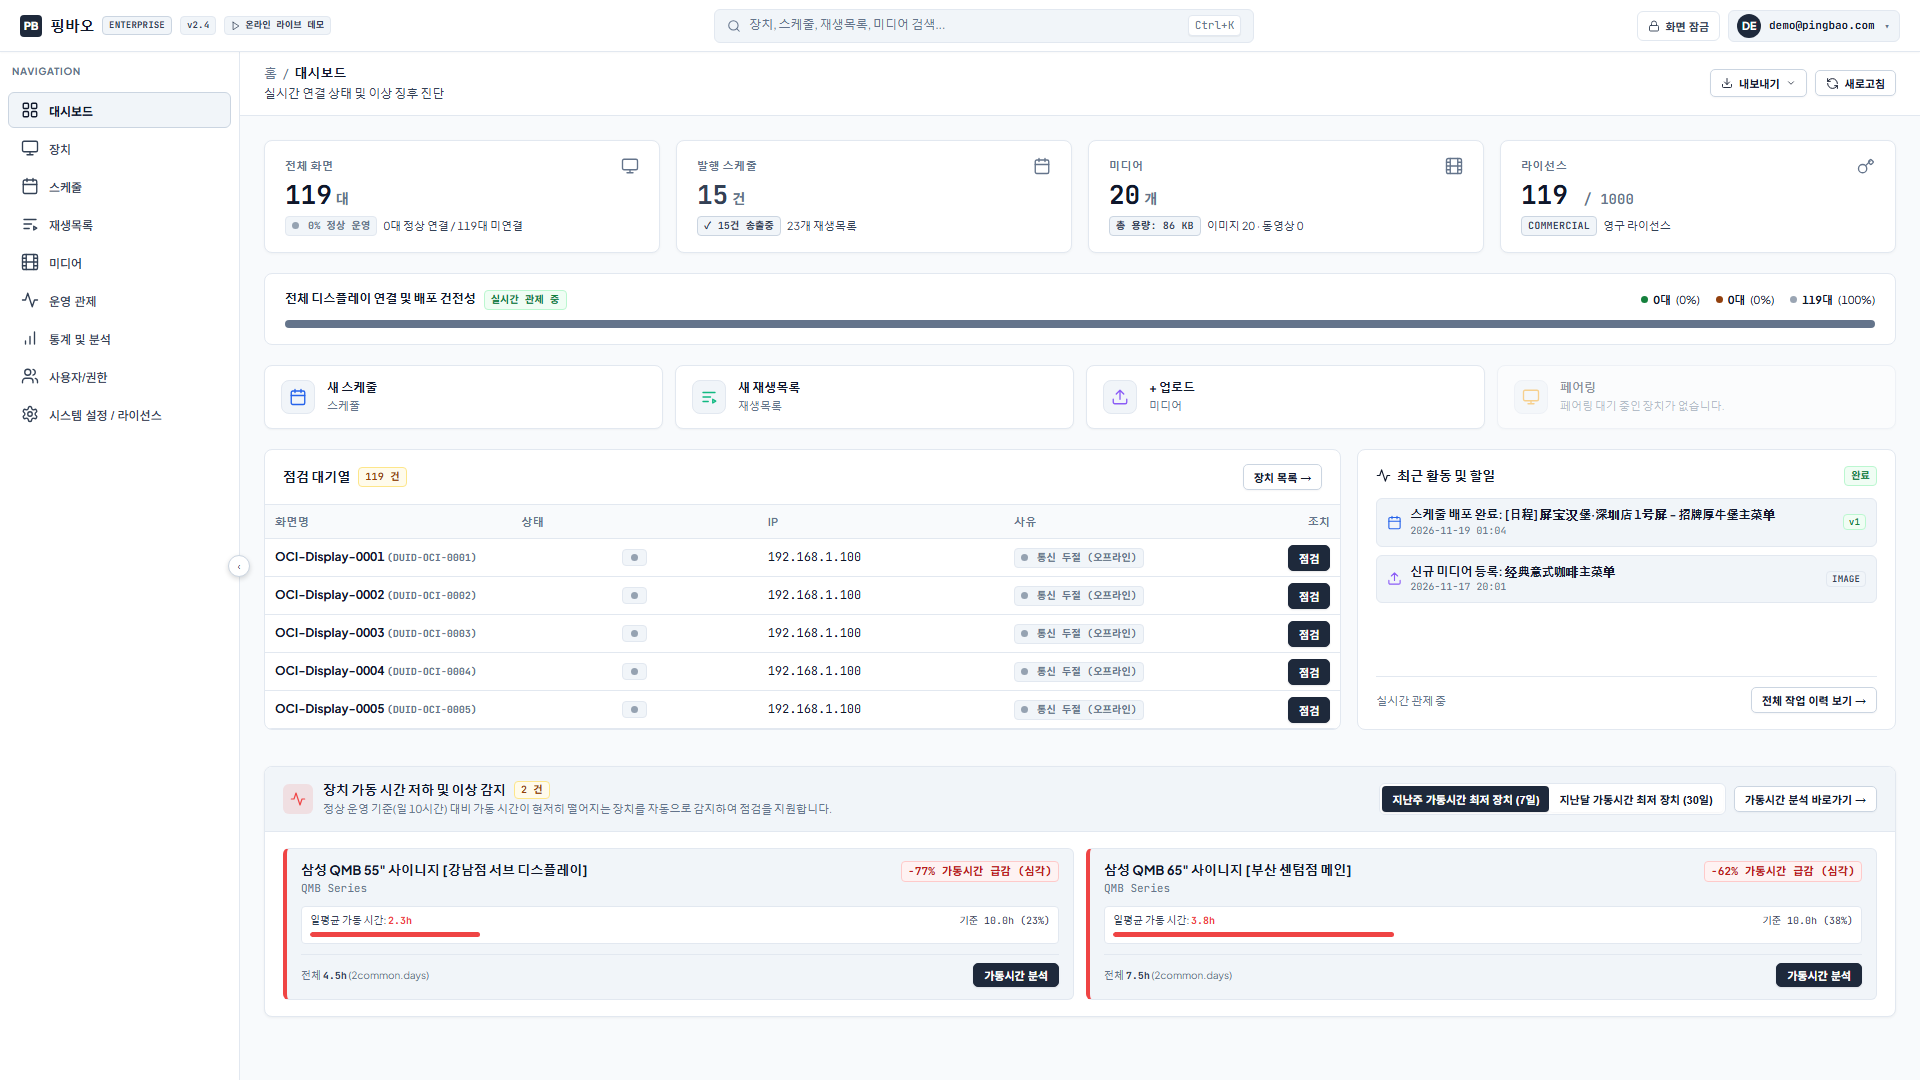 PB 핑바오 ENTERPRISE v2.4 ▷ 온라인 라이브 데모
장치, 스케줄, 재생목록, 미디어 검색... Ctrl+K
화면 잠금
DE demo@pingbao.com
NAVIGATION
대시보드
장치
스케줄
재생목록
미디어
운영 관제
통계 및 분석
사용자/권한
시스템 설정 / 라이선스
홈 / 대시보드
실시간 연결 상태 및 이상 징후 진단
내보내기
새로고침
전체 화면
119 대
0% 정상 운영 0대 정상 연결 / 119대 미연결
발행 스케줄
15 건
✓ 15건 송출중 23개 재생목록
미디어
20 개
총 용량: 86 KB 이미지 20 · 동영상 0
라이선스
119 / 1000
COMMERCIAL 영구 라이선스
전체 디스플레이 연결 및 배포 건전성 실시간 관제 중
0대 (0%) 0대 (0%) 119대 (100%)
새 스케줄
스케줄
새 재생목록
재생목록
+ 업로드
미디어
페어링
페어링 대기 중인 장치가 없습니다.
점검 대기열 119 건
장치 목록 →
화면명 상태 IP 사유 조치
OCI-Display-0001 (DUID-OCI-0001) 192.168.1.100 통신 두절 (오프라인) 점검
OCI-Display-0002 (DUID-OCI-0002) 192.168.1.100 통신 두절 (오프라인) 점검
OCI-Display-0003 (DUID-OCI-0003) 192.168.1.100 통신 두절 (오프라인) 점검
OCI-Display-0004 (DUID-OCI-0004) 192.168.1.100 통신 두절 (오프라인) 점검
OCI-Display-0005 (DUID-OCI-0005) 192.168.1.100 통신 두절 (오프라인) 점검
최근 활동 및 할일 완료
스케줄 배포 완료: [日程] 屏宝汉堡·深圳店 1号屏 - 招牌厚牛堡主菜单
2026-11-19 01:04
v1
신규 미디어 등록: 经典意式咖啡主菜单
2026-11-17 20:01
IMAGE
실시간 관제 중
전체 작업 이력 보기 →
장치 가동 시간 저하 및 이상 감지 2 건
정상 운영 기준(일 10시간) 대비 가동 시간이 현저히 떨어지는 장치를 자동으로 감지하여 점검을 지원합니다.
지난주 가동시간 최저 장치 (7일)
지난달 가동시간 최저 장치 (30일)
가동시간 분석 바로가기 →
삼성 QMB 55" 사이니지 [강남점 서브 디스플레이]
-77% 가동시간 급감 (심각)
QMB Series
일평균 가동 시간: 2.3h 기준 10.0h (23%)
전체 4.5h (2common.days)
가동시간 분석
삼성 QMB 65" 사이니지 [부산 센텀점 메인]
-62% 가동시간 급감 (심각)
QMB Series
일평균 가동 시간: 3.8h 기준 10.0h (38%)
전체 7.5h (2common.days)
가동시간 분석